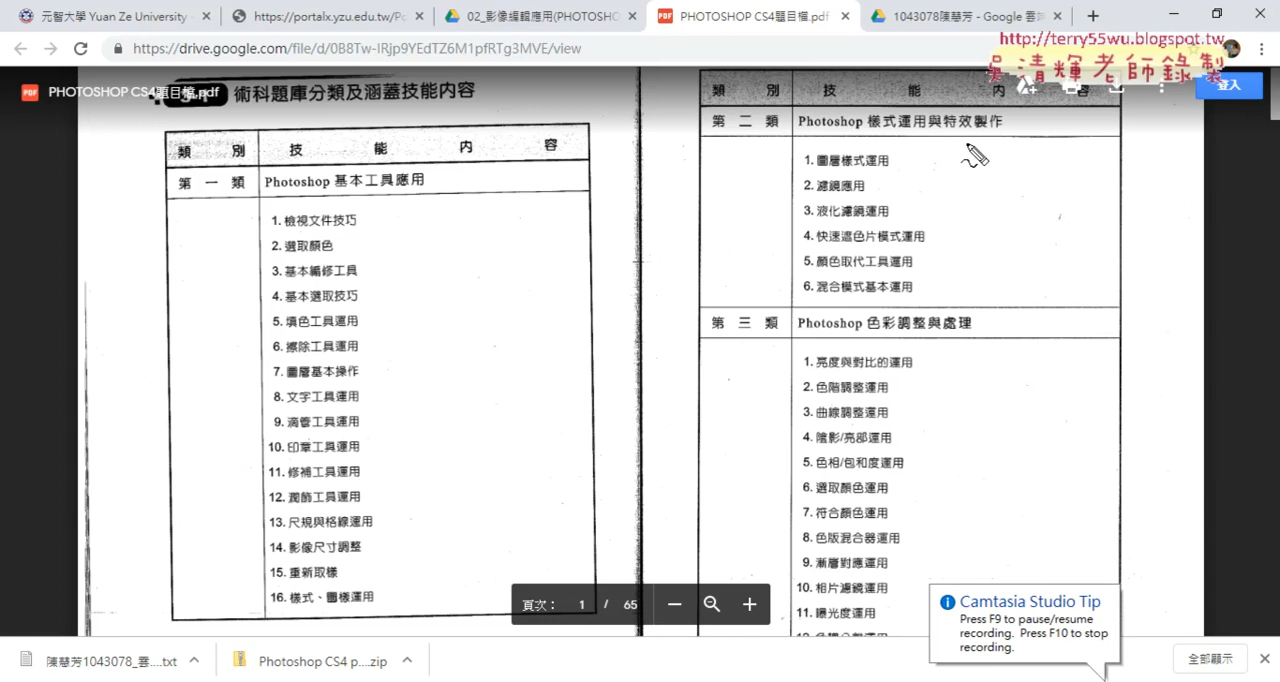 元智大學 Yuan Ze University
https://portalx.yzu.edu.tw/Po
02_影像編輯應用(PHOTOSHO
PHOTOSHOP CS4題目檔.pdf
1043078陳慧芳 - Google 雲
https://drive.google.com/file/d/0B8Tw-IRjp9YEdTZ6M1pfRTg3MVE/view
http://terry55wu.blogspot.tw
吳清輝老師錄製
PHOTOSHOP CS4題目檔.pdf
登入
術科題庫分類及涵蓋技能內容
類 別 技 能 內 容
第 一 類 Photoshop 基本工具應用
1. 檢視文件技巧
2. 選取顏色
3. 基本編修工具
4. 基本選取技巧
5. 填色工具運用
6. 擦除工具運用
7. 圖層基本操作
8. 文字工具運用
9. 滴管工具運用
10. 印章工具運用
11. 修補工具運用
12. 潤飾工具運用
13. 尺規與格線運用
14. 影像尺寸調整
15. 重新取樣
16. 樣式、圖樣運用
類 別 技 能 內 容
第 二 類 Photoshop 樣式運用與特效製作
1. 圖層樣式運用
2. 濾鏡應用
3. 液化濾鏡運用
4. 快速遮色片模式運用
5. 顏色取代工具運用
6. 混合模式基本運用
第 三 類 Photoshop 色彩調整與處理
1. 亮度與對比的運用
2. 色階調整運用
3. 曲線調整運用
4. 陰影/亮部運用
5. 色相/包和度運用
6. 選取顏色運用
7. 符合顏色運用
8. 色版混合器運用
9. 漸層對應運用
10. 相片濾鏡運用
11. 曝光度運用
頁次： 1 / 65
Camtasia Studio Tip
Press F9 to pause/resume
recording. Press F10 to stop
recording.
陳慧芳1043078_雲....txt
Photoshop CS4 p....zip
全部顯示